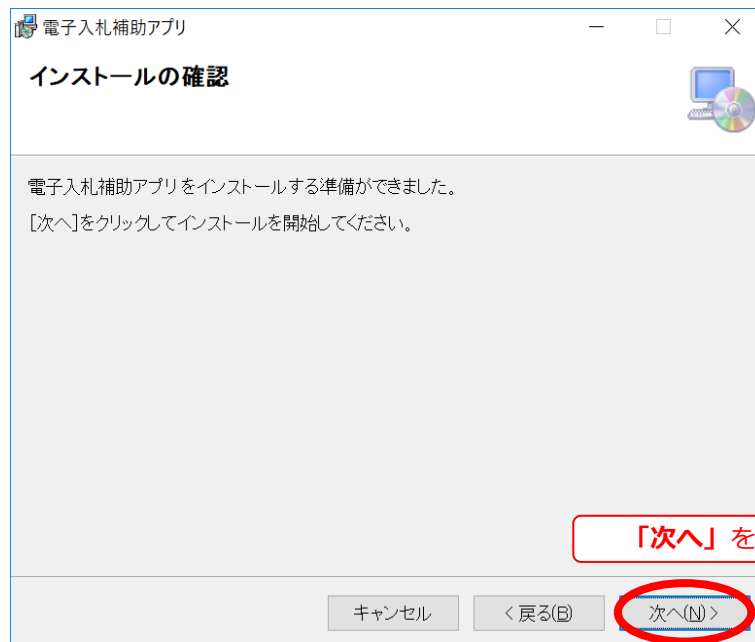 電子入札補助アプリ
インストールの確認
電子入札補助アプリをインストールする準備ができました。
[次へ]をクリックしてインストールを開始してください。
「次へ」を
キャンセル
< 戻る(B)
次へ(N) >